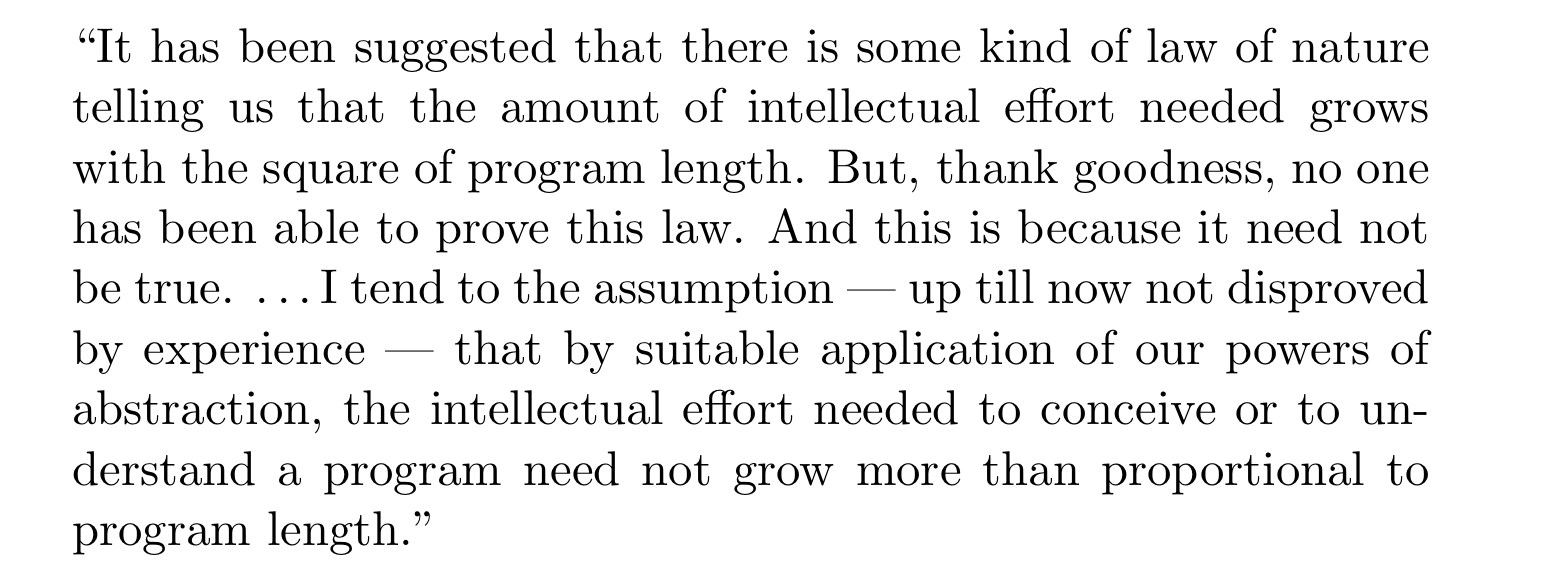 “It has been suggested that there is some kind of law of nature
telling us that the amount of intellectual effort needed grows
with the square of program length. But, thank goodness, no one
has been able to prove this law. And this is because it need not
be true. ...I tend to the assumption — up till now not disproved
by experience — that by suitable application of our powers of
abstraction, the intellectual effort needed to conceive or to un-
derstand a program need not grow more than proportional to
program length.”